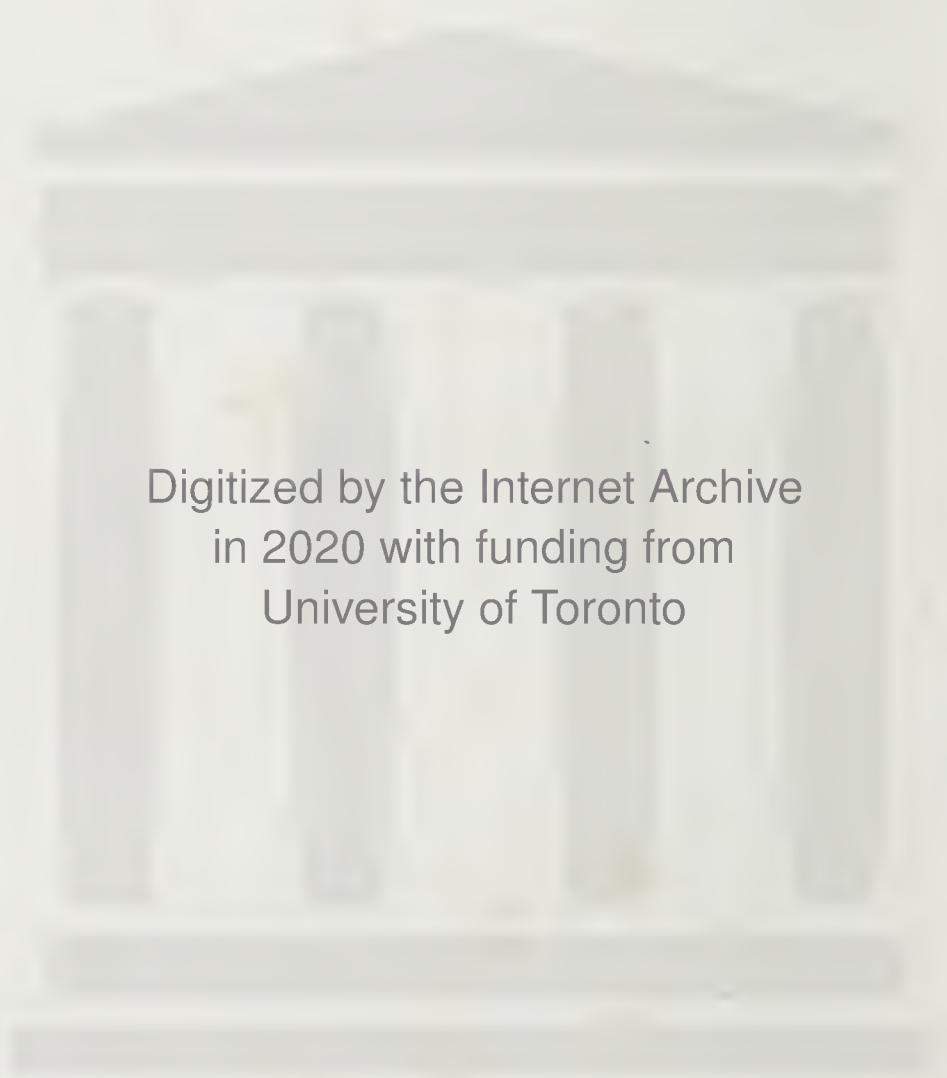 Digitized by the Internet Archive
in 2020 with funding from
University of Toronto